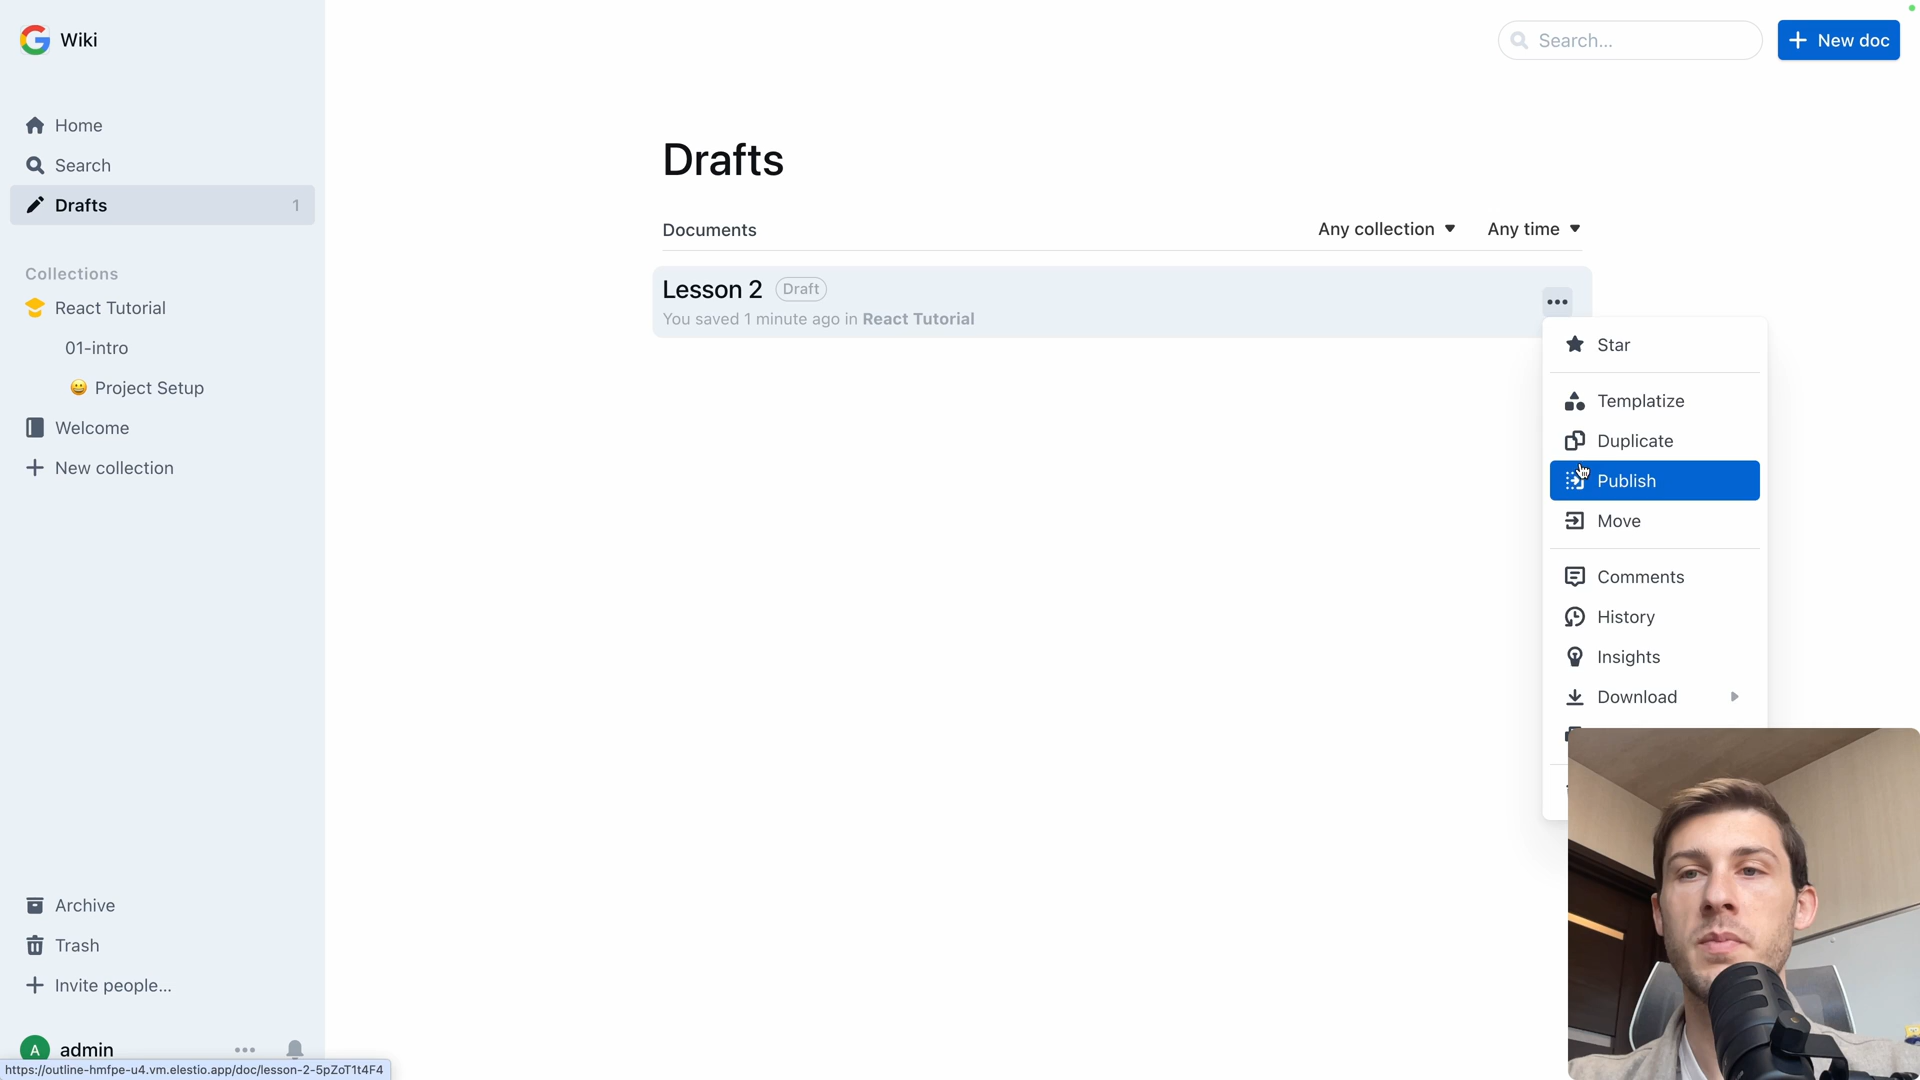 Wiki
Search...
New doc
Home
Search
Drafts 1
Collections
React Tutorial
01-intro
Project Setup
Welcome
New collection
Archive
Trash
Invite people...
A admin
https://outline-hmfpe-u4.vm.elestio.app/doc/lesson-2-5pZoT1t4F4
Drafts
Documents
Any collection
Any time
Lesson 2 Draft
You saved 1 minute ago in React Tutorial
Star
Templatize
Duplicate
Publish
Move
Comments
History
Insights
Download